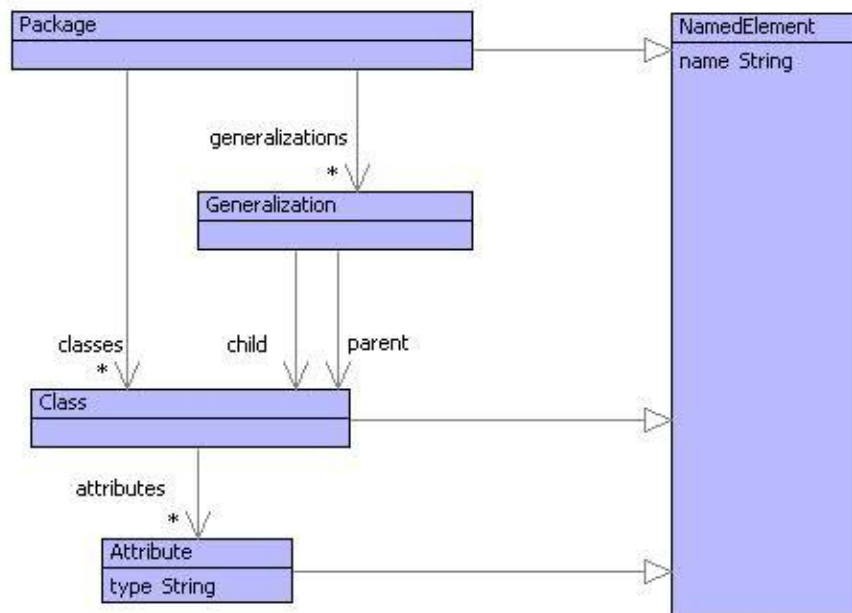 Package
NamedElement
name String
generalizations
*
Generalization
classes
*
child
parent
Class
attributes
*
Attribute
type String